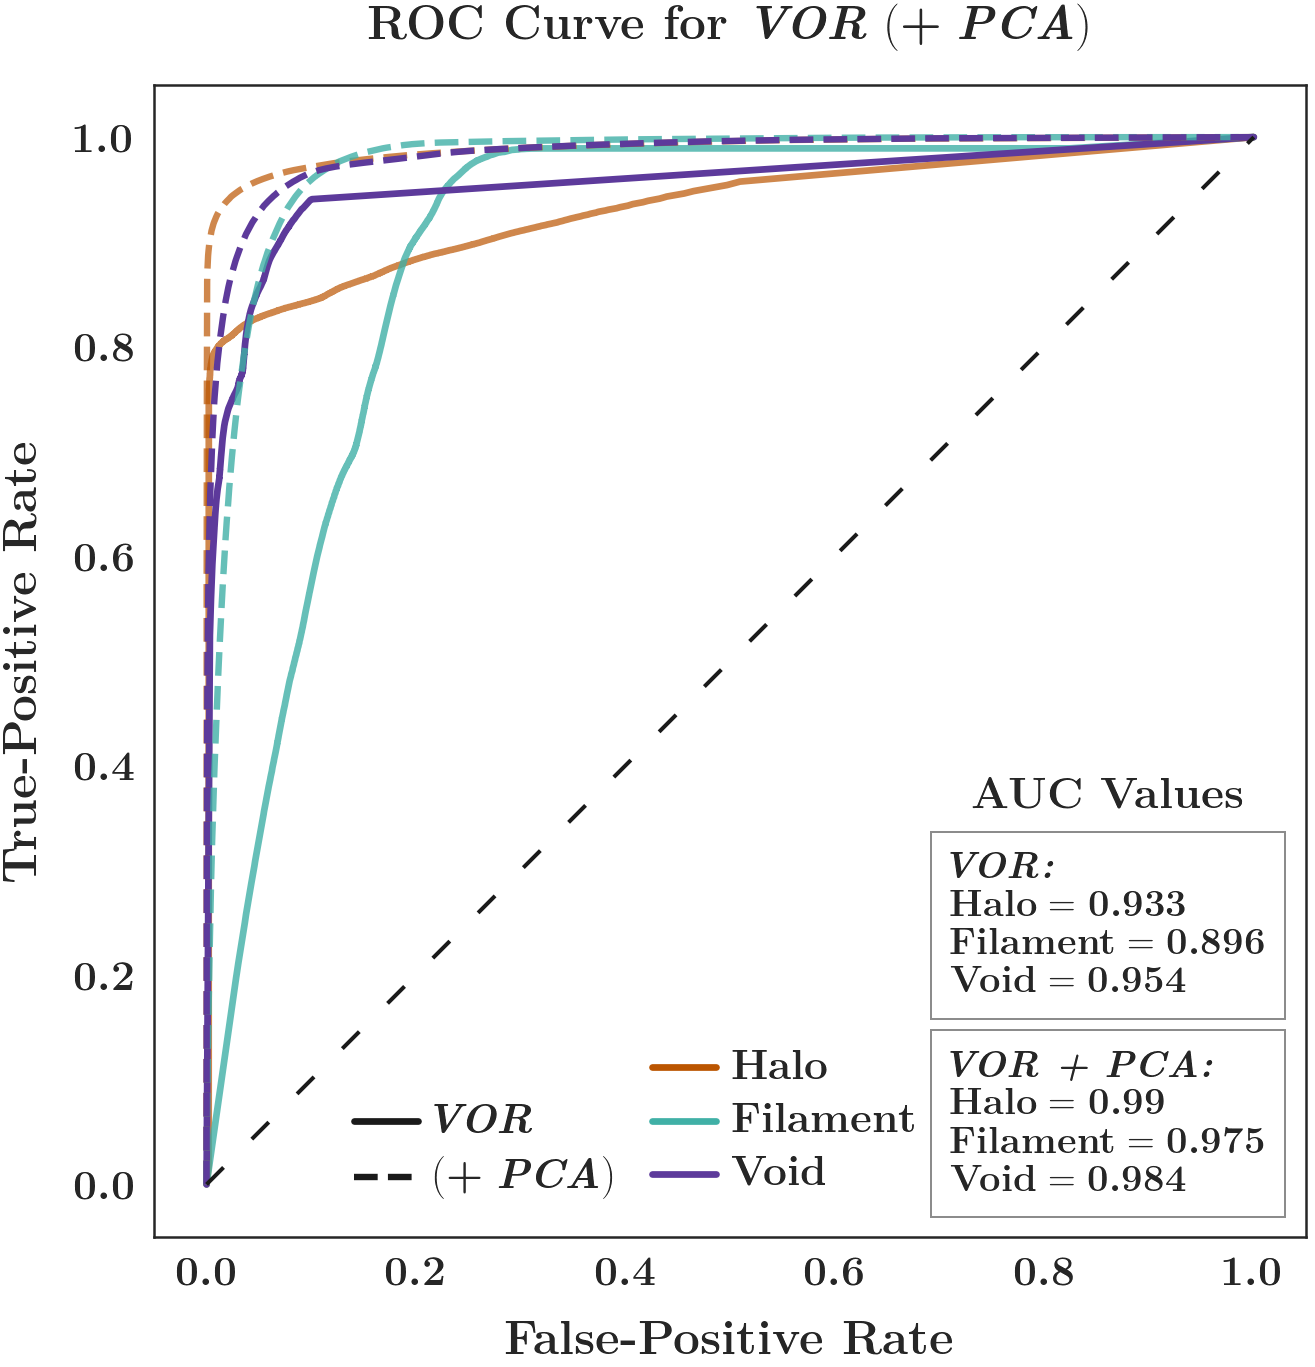 ROC Curve for VOR (+ PCA)
True-Positive Rate
1.0
0.8
0.6
0.4
0.2
0.0
AUC Values
VOR:
Halo = 0.933
Filament = 0.896
Void = 0.954
VOR + PCA:
Halo = 0.99
Filament = 0.975
Void = 0.984
VOR
(+ PCA)
Halo
Filament
Void
0.0 0.2 0.4 0.6 0.8 1.0
False-Positive Rate